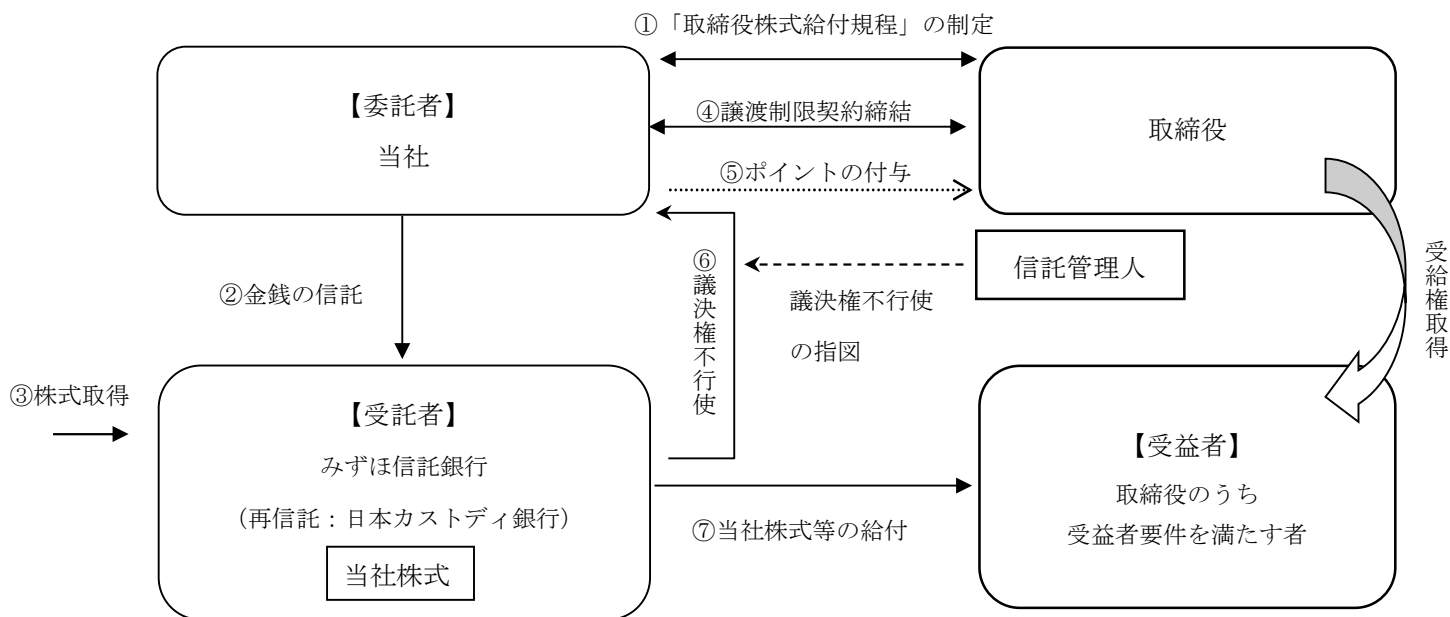 ①「取締役株式給付規程」の制定
【委託者】
当社
④譲渡制限契約締結
取締役
⑤ポイントの付与
②金銭の信託
⑥議決権不行使
信託管理人
議決権不行使
の指図
受給権取得
③株式取得
【受託者】
みずほ信託銀行
(再信託:日本カストディ銀行)
当社株式
⑦当社株式等の給付
【受益者】
取締役のうち
受益者要件を満たす者